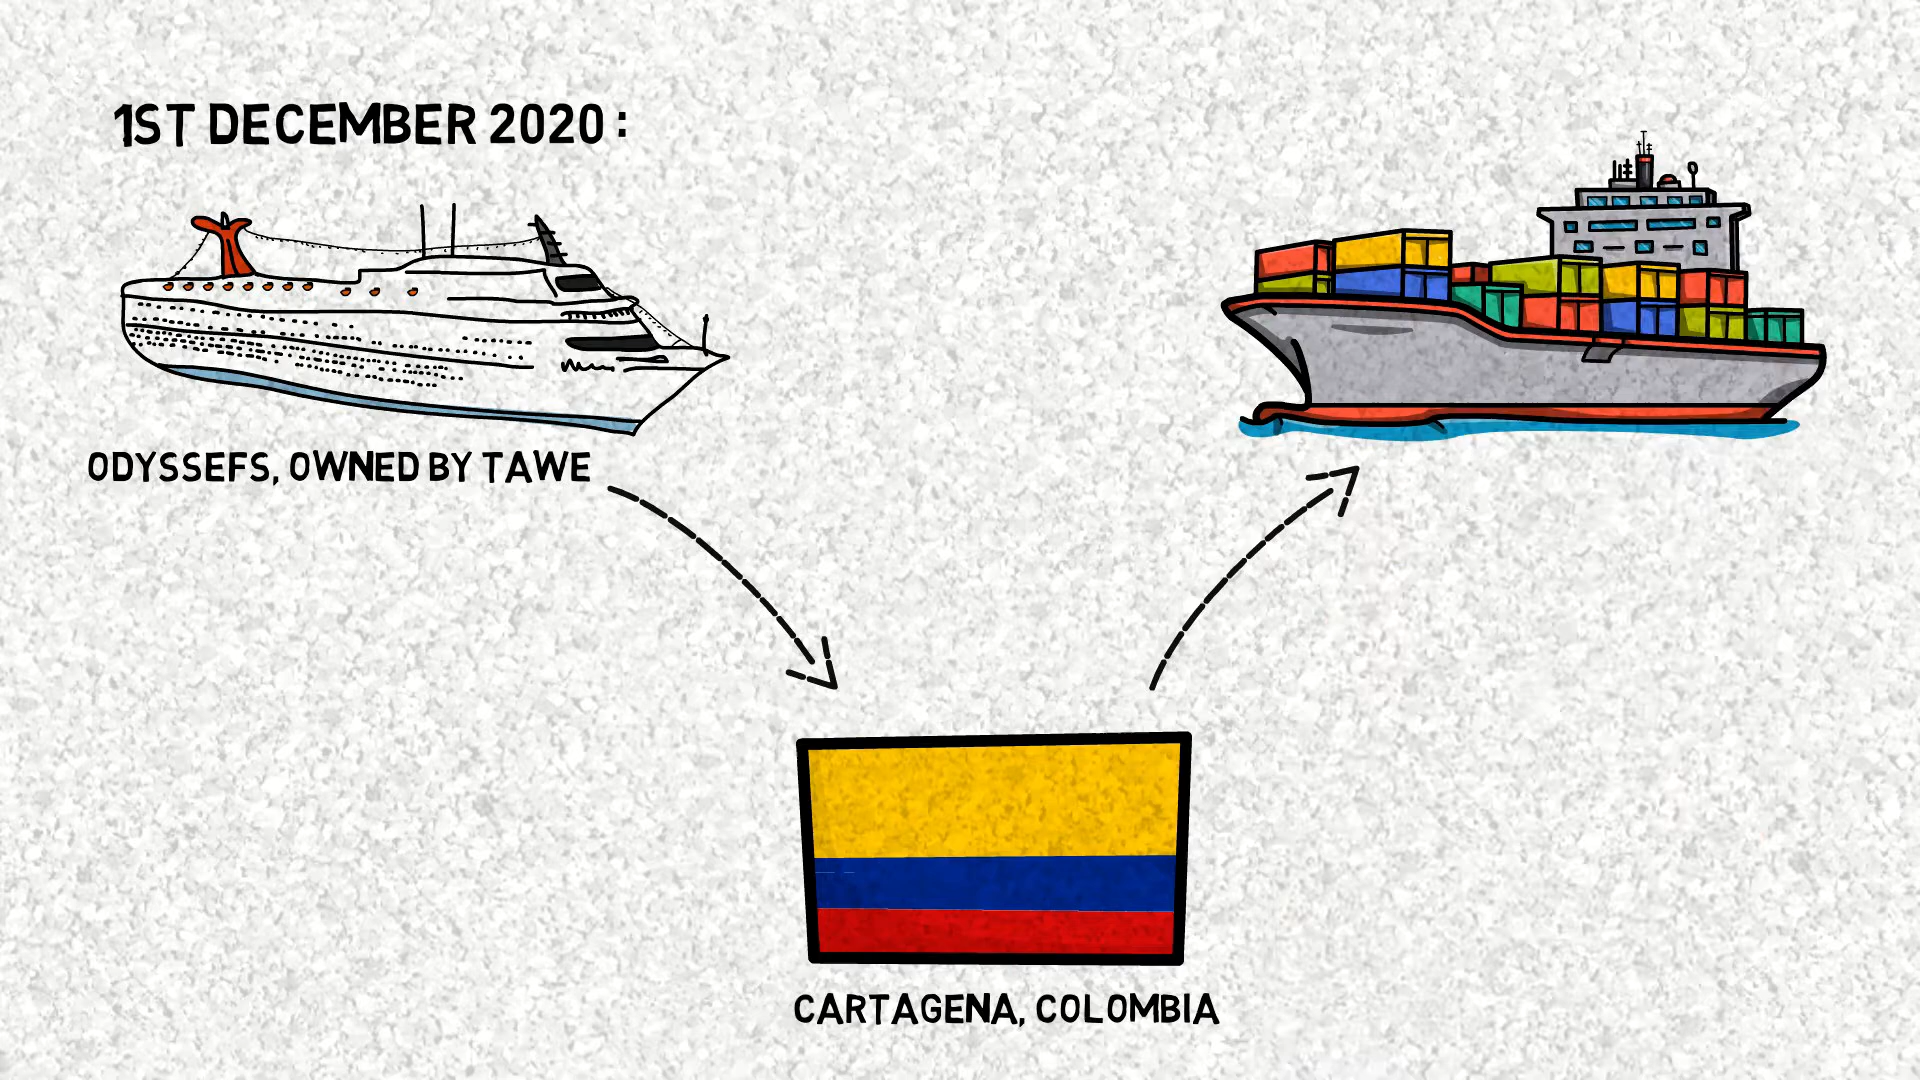 1ST DECEMBER 2020:
ODYSSEFS, OWNED BY TAWE
CARTAGENA, COLOMBIA